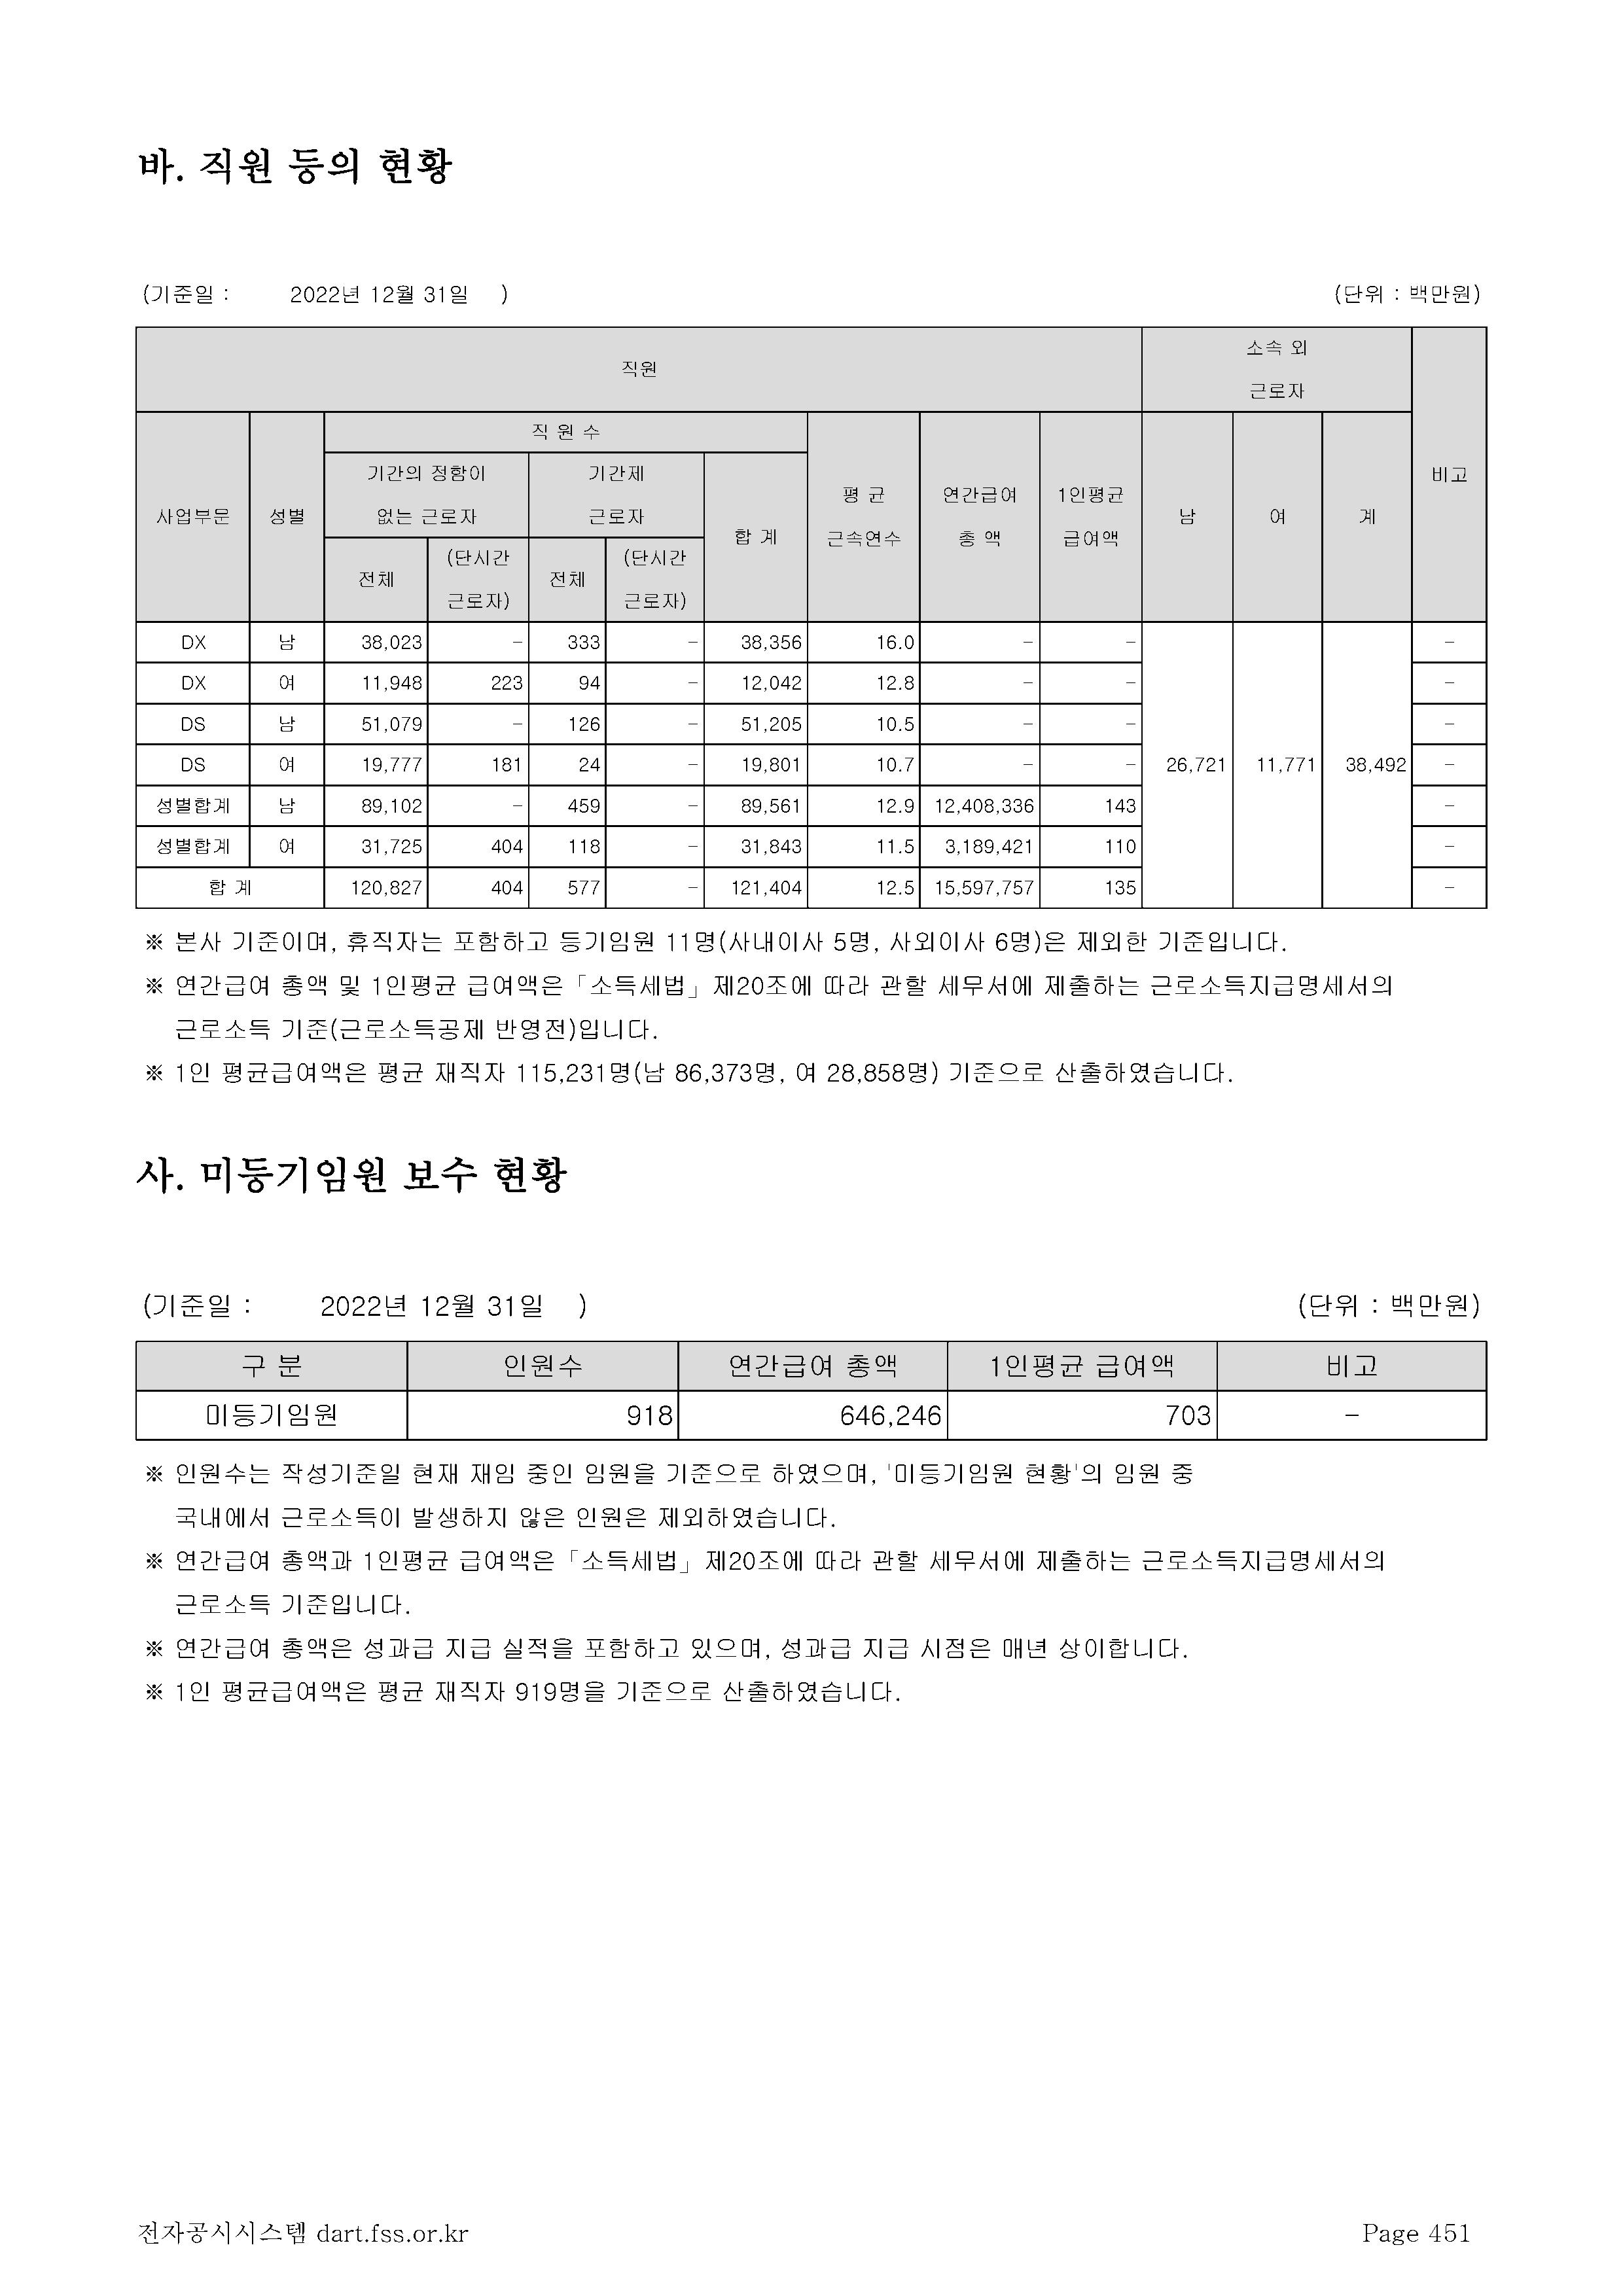 바. 직원 등의 현황
(기준일 : 2022년 12월 31일 ) (단위 : 백만원)
직원 소속 외 근로자 비고
사업부문 성별 직 원 수 평 균 근속연수 연간급여 총 액 1인평균 급여액 남 여 계
기간의 정함이 없는 근로자 기간제 근로자 합 계
전체 (단시간 근로자) 전체 (단시간 근로자)
DX 남 38,023 - 333 - 38,356 16.0 - - 26,721 11,771 38,492 -
DX 여 11,948 223 94 - 12,042 12.8 - - -
DS 남 51,079 - 126 - 51,205 10.5 - - -
DS 여 19,777 181 24 - 19,801 10.7 - - -
성별합계 남 89,102 - 459 - 89,561 12.9 12,408,336 143 -
성별합계 여 31,725 404 118 - 31,843 11.5 3,189,421 110 -
합 계 120,827 404 577 - 121,404 12.5 15,597,757 135 -
※ 본사 기준이며, 휴직자는 포함하고 등기임원 11명(사내이사 5명, 사외이사 6명)은 제외한 기준입니다.
※ 연간급여 총액 및 1인평균 급여액은「소득세법」제20조에 따라 관할 세무서에 제출하는 근로소득지급명세서의
근로소득 기준(근로소득공제 반영전)입니다.
※ 1인 평균급여액은 평균 재직자 115,231명(남 86,373명, 여 28,858명) 기준으로 산출하였습니다.
사. 미등기임원 보수 현황
(기준일 : 2022년 12월 31일 ) (단위 : 백만원)
구 분 인원수 연간급여 총액 1인평균 급여액 비고
미등기임원 918 646,246 703 -
※ 인원수는 작성기준일 현재 재임 중인 임원을 기준으로 하였으며, '미등기임원 현황'의 임원 중
국내에서 근로소득이 발생하지 않은 인원은 제외하였습니다.
※ 연간급여 총액과 1인평균 급여액은「소득세법」제20조에 따라 관할 세무서에 제출하는 근로소득지급명세서의
근로소득 기준입니다.
※ 연간급여 총액은 성과급 지급 실적을 포함하고 있으며, 성과급 지급 시점은 매년 상이합니다.
※ 1인 평균급여액은 평균 재직자 919명을 기준으로 산출하였습니다.
전자공시시스템 dart.fss.or.kr Page 451